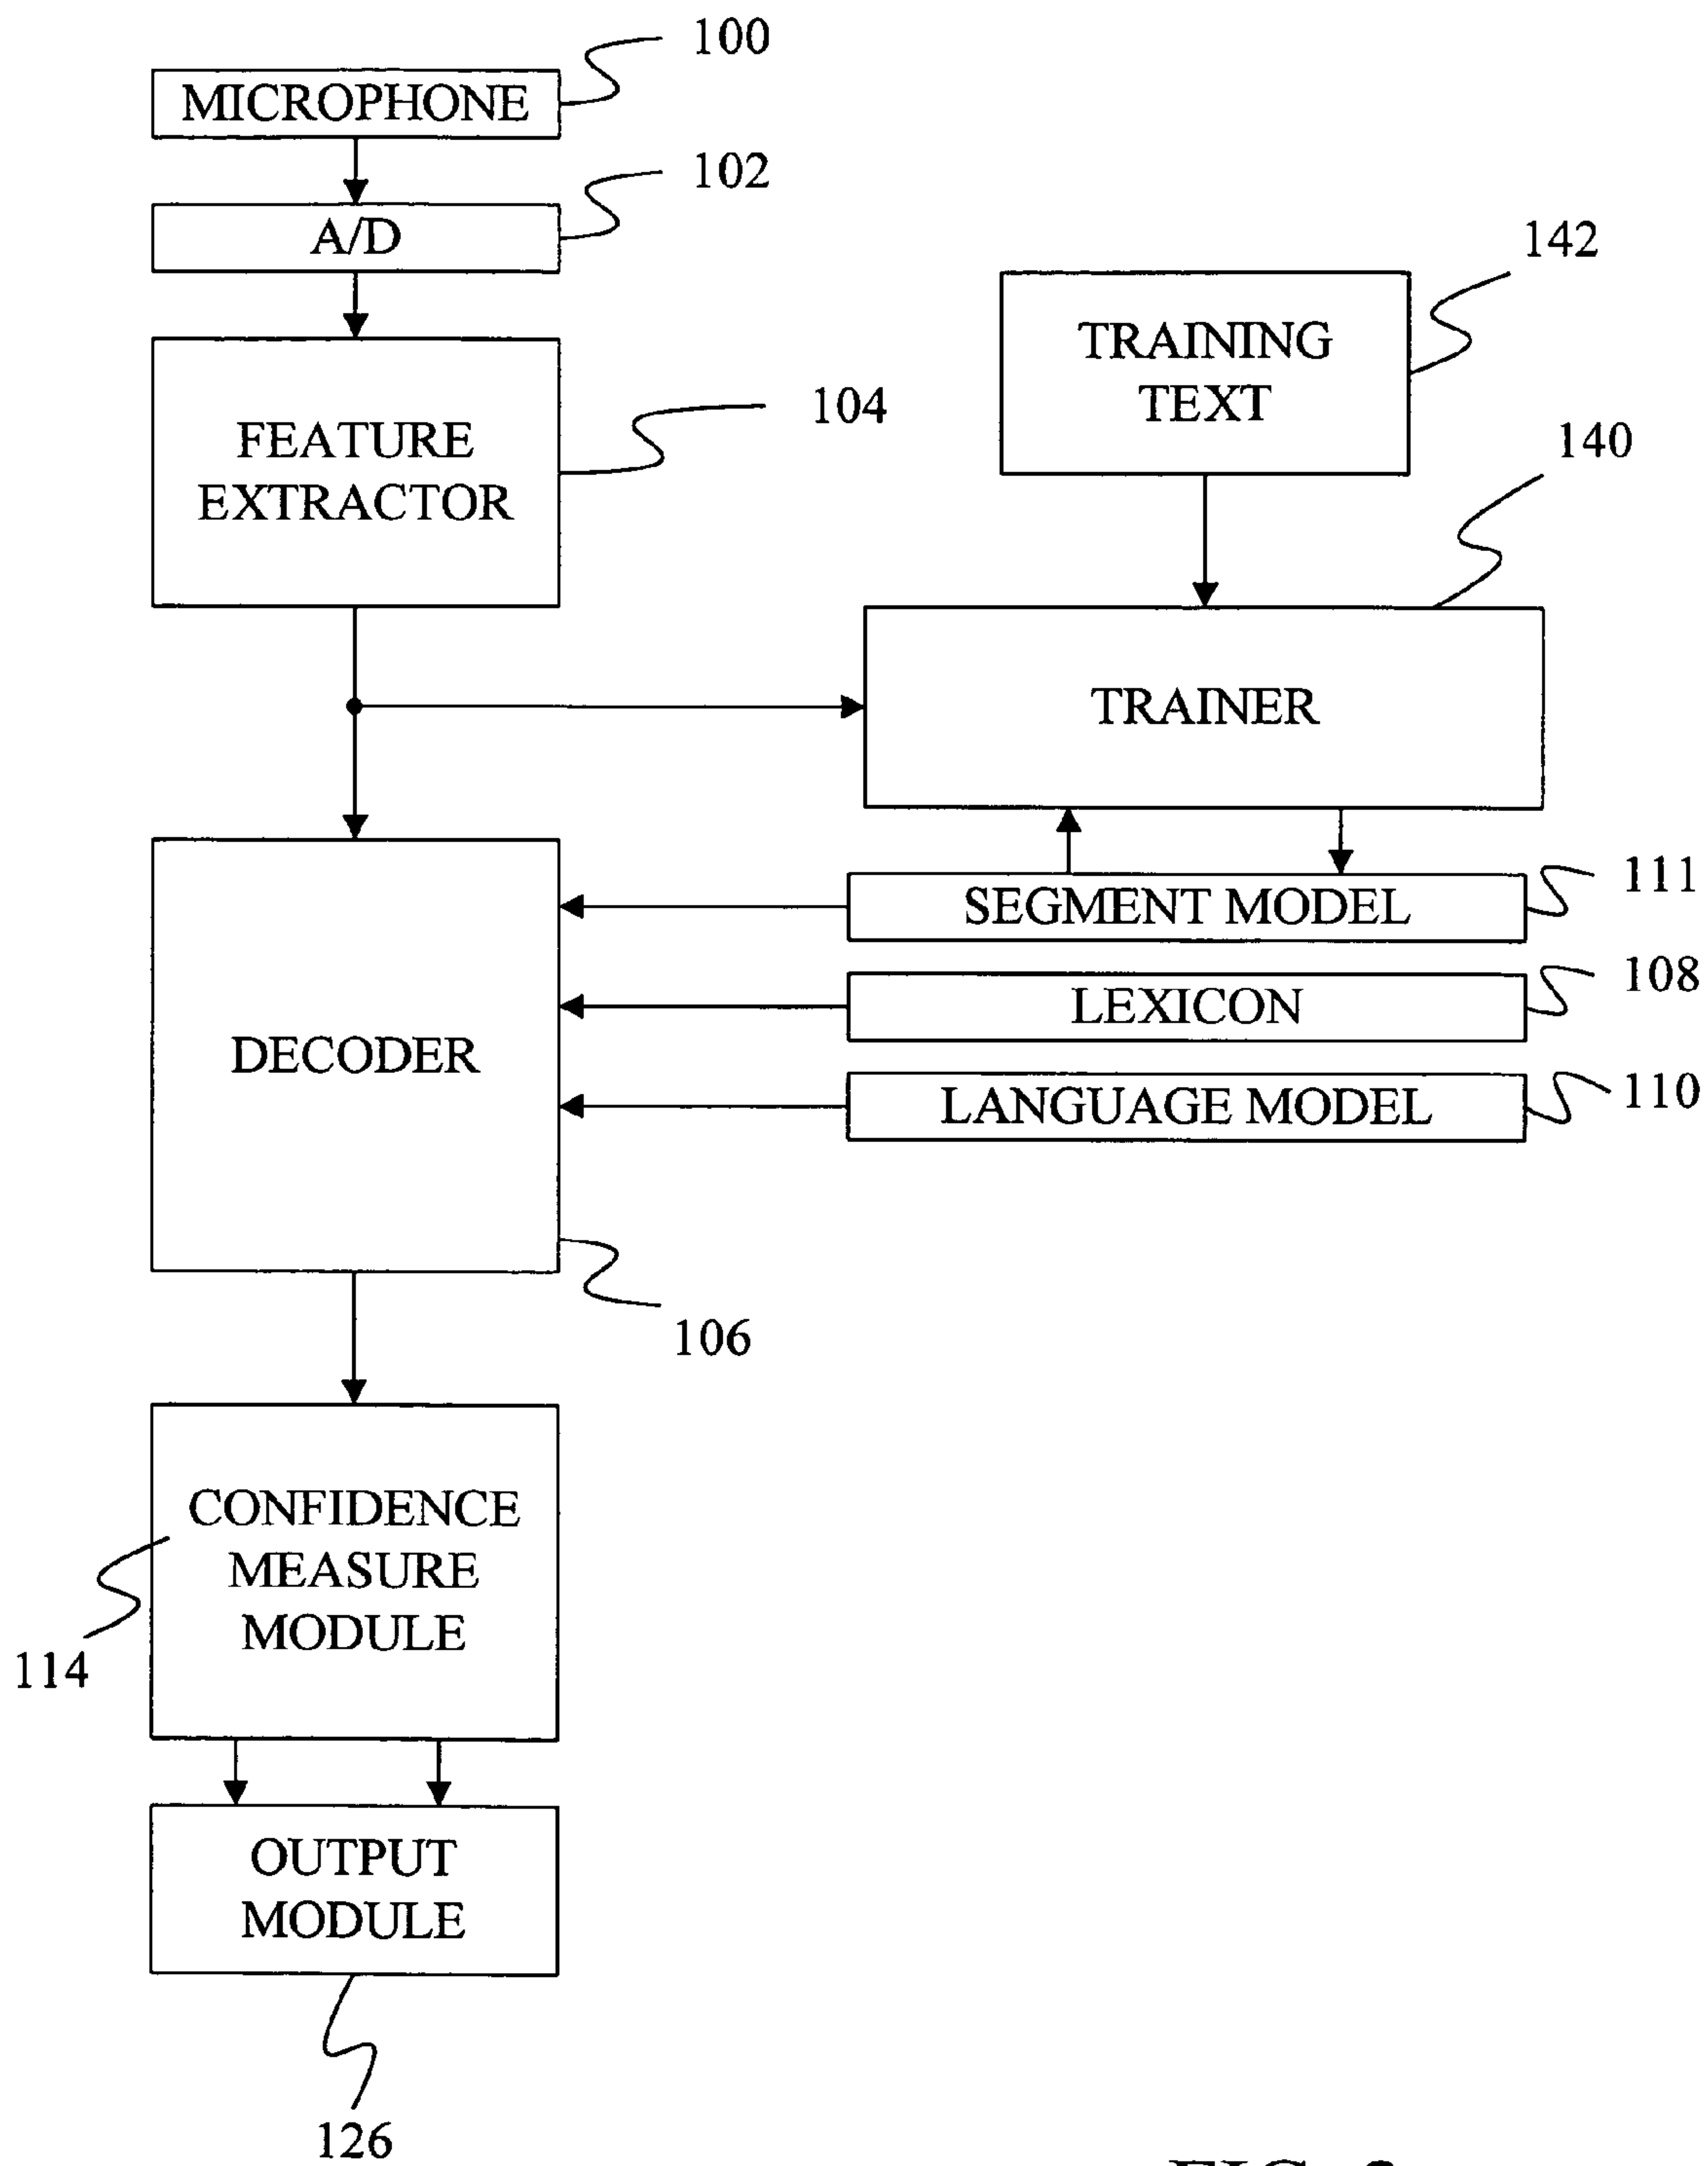 100
MICROPHONE
102
A/D
142
TRAINING
TEXT
104
FEATURE
EXTRACTOR
140
TRAINER
111
SEGMENT MODEL
108
LEXICON
DECODER
110
LANGUAGE MODEL
106
CONFIDENCE
MEASURE
MODULE
114
OUTPUT
MODULE
126